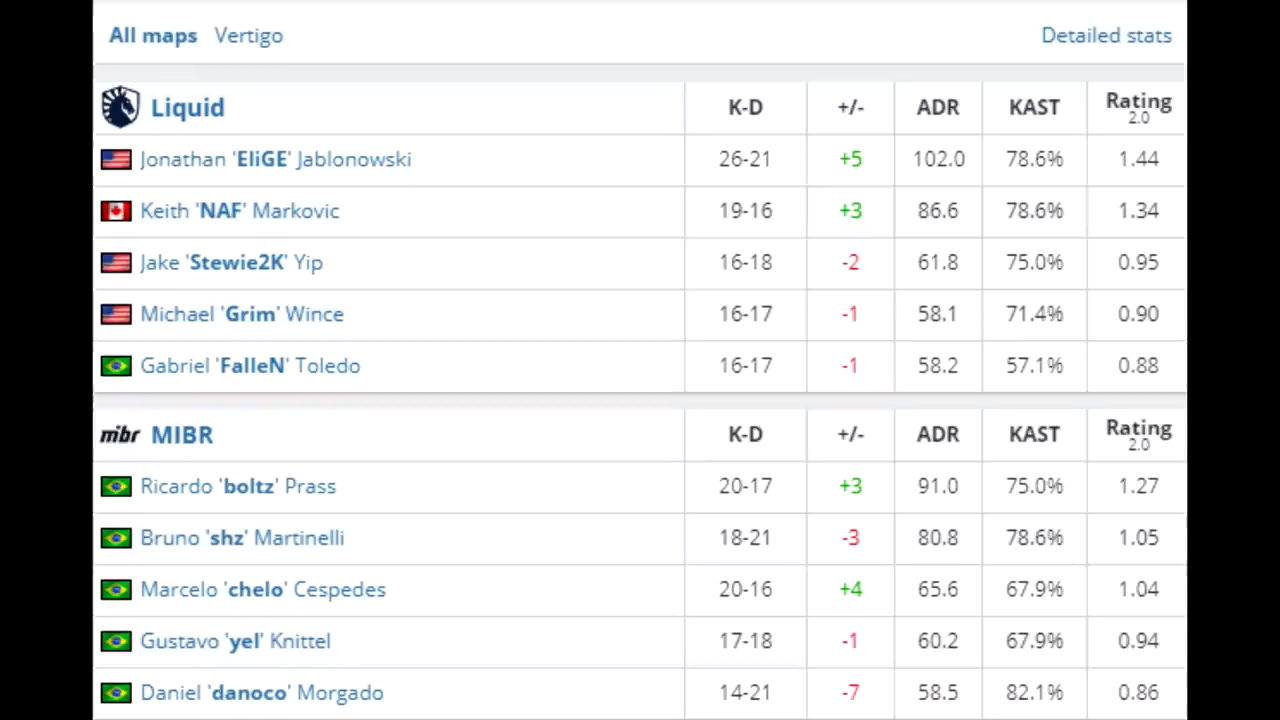 All maps Vertigo Detailed stats
Liquid K-D +/- ADR KAST Rating 2.0
Jonathan 'EliGE' Jablonowski 26-21 +5 102.0 78.6% 1.44
Keith 'NAF' Markovic 19-16 +3 86.6 78.6% 1.34
Jake 'Stewie2K' Yip 16-18 -2 61.8 75.0% 0.95
Michael 'Grim' Wince 16-17 -1 58.1 71.4% 0.90
Gabriel 'FalleN' Toledo 16-17 -1 58.2 57.1% 0.88
mibr MIBR K-D +/- ADR KAST Rating 2.0
Ricardo 'boltz' Prass 20-17 +3 91.0 75.0% 1.27
Bruno 'shz' Martinelli 18-21 -3 80.8 78.6% 1.05
Marcelo 'chelo' Cespedes 20-16 +4 65.6 67.9% 1.04
Gustavo 'yel' Knittel 17-18 -1 60.2 67.9% 0.94
Daniel 'danoco' Morgado 14-21 -7 58.5 82.1% 0.86